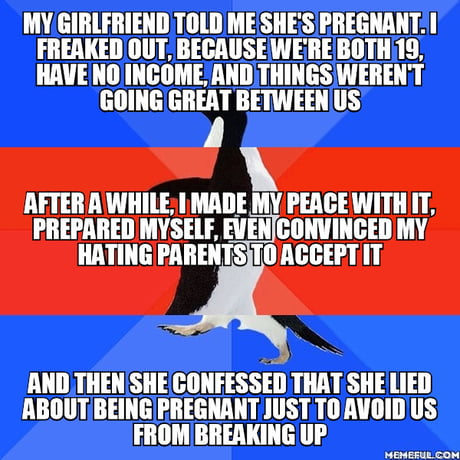 MY GIRLFRIEND TOLD ME SHE'S PREGNANT. I
FREAKED OUT, BECAUSE WE'RE BOTH 19,
HAVE NO INCOME, AND THINGS WEREN'T
GOING GREAT BETWEEN US
AFTER A WHILE, I MADE MY PEACE WITH IT,
PREPARED MYSELF, EVEN CONVINCED MY
HATING PARENTS TO ACCEPT IT
AND THEN SHE CONFESSED THAT SHE LIED
ABOUT BEING PREGNANT JUST TO AVOID US
FROM BREAKING UP
MEMEFUL.COM